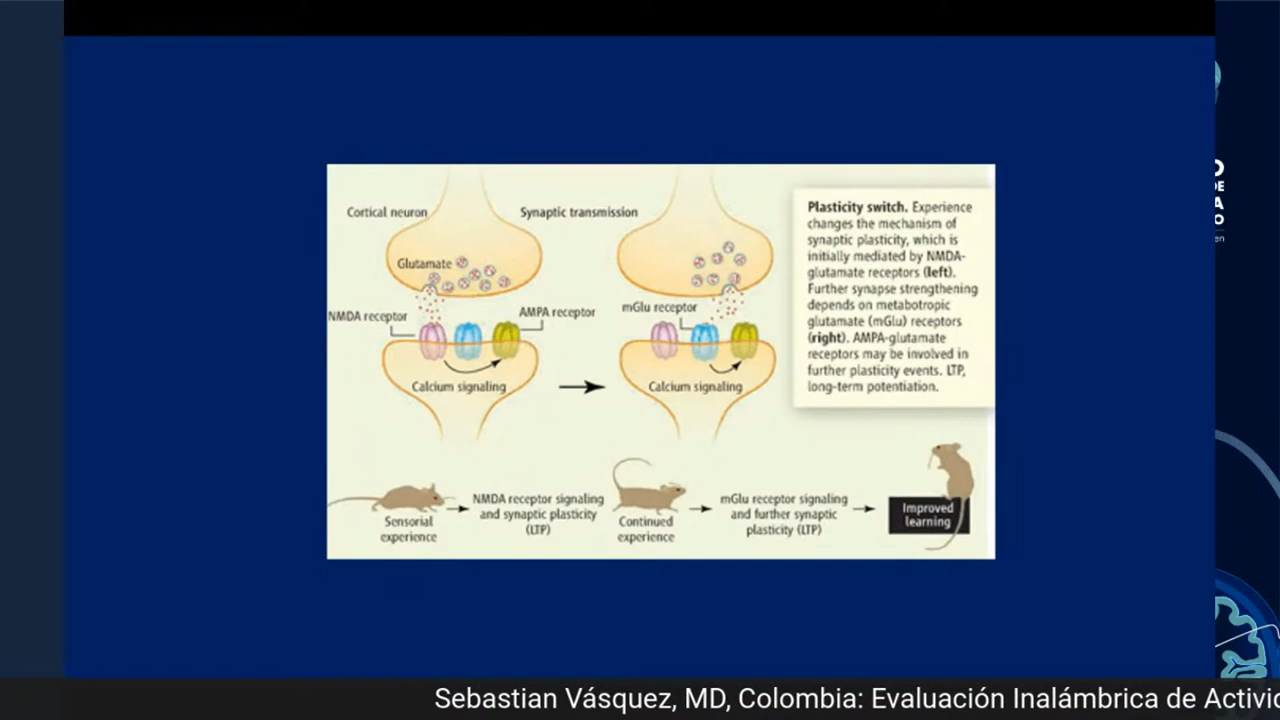 Cortical neuron
Synaptic transmission
Glutamate
NMDA receptor
AMPA receptor
Calcium signaling
mGlu receptor
Calcium signaling
Plasticity switch. Experience
changes the mechanism of
synaptic plasticity, which is
initially mediated by NMDA-
glutamate receptors (left).
Further synapse strengthening
depends on metabotropic
glutamate (mGlu) receptors
(right). AMPA-glutamate
receptors may be involved in
further plasticity events. LTP,
long-term potentiation.
Sensorial
experience
NMDA receptor signaling
and synaptic plasticity
(LTP)
Continued
experience
mGlu receptor signaling
and further synaptic
plasticity (LTP)
Improved
learning
O
DE
A
O
en
Sebastian Vásquez, MD, Colombia: Evaluación Inalámbrica de Activi